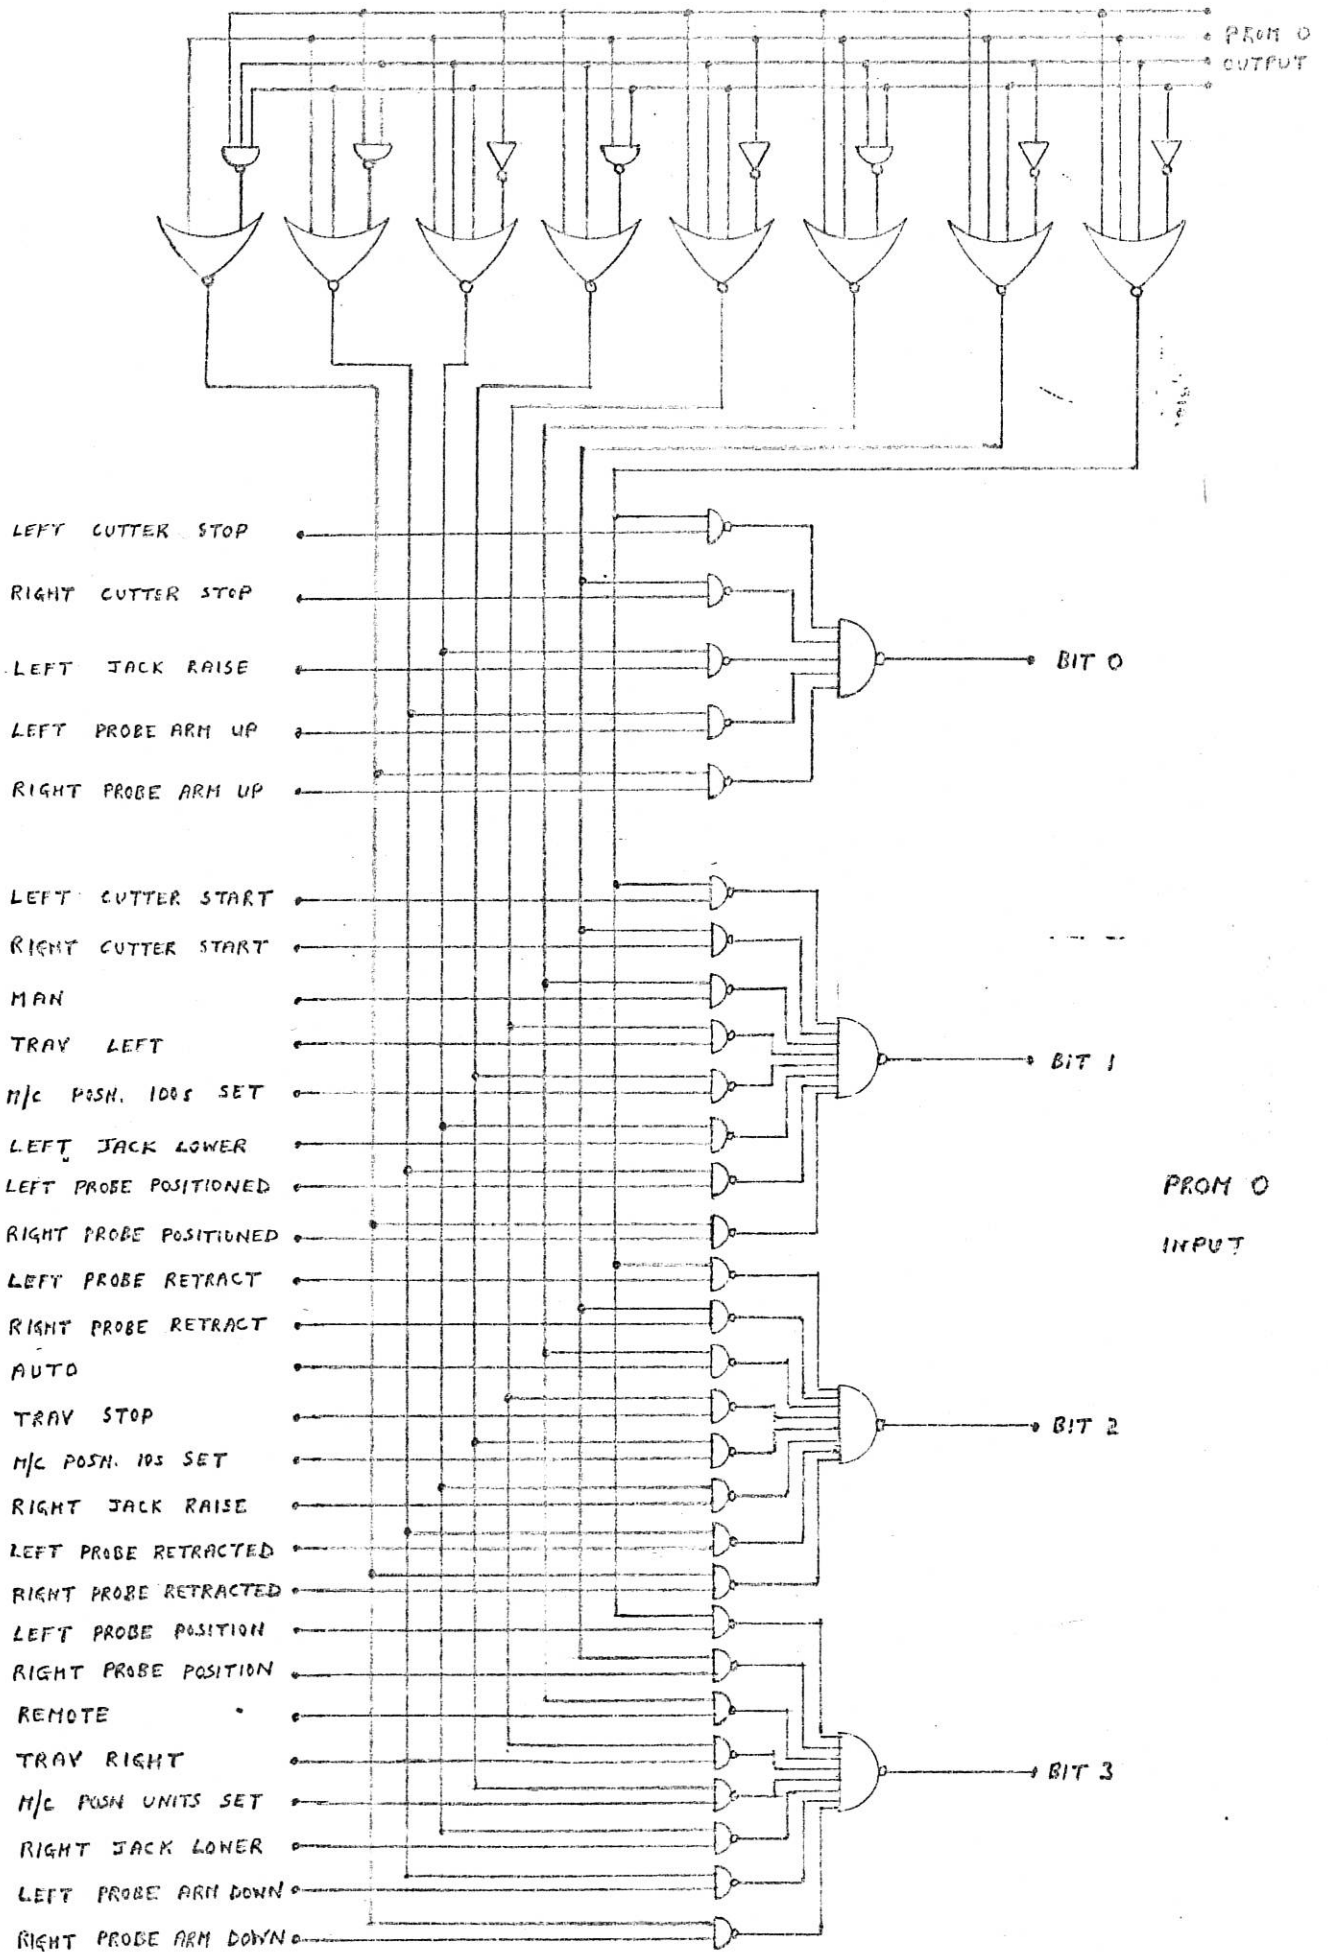 PROM 0
OUTPUT
LEFT CUTTER STOP
RIGHT CUTTER STOP
LEFT JACK RAISE
BIT 0
LEFT PROBE ARM UP
RIGHT PROBE ARM UP
LEFT CUTTER START
RIGHT CUTTER START
MAN
TRAV LEFT
BIT 1
M/C POSN. 100s SET
LEFT JACK LOWER
LEFT PROBE POSITIONED
PROM 0
RIGHT PROBE POSITIONED
INPUT
LEFT PROBE RETRACT
RIGHT PROBE RETRACT
AUTO
TRAV STOP
BIT 2
M/C POSN. 10s SET
RIGHT JACK RAISE
LEFT PROBE RETRACTED
RIGHT PROBE RETRACTED
LEFT PROBE POSITION
RIGHT PROBE POSITION
REMOTE
TRAV RIGHT
BIT 3
M/C POSN UNITS SET
RIGHT JACK LOWER
LEFT PROBE ARM DOWN
RIGHT PROBE ARM DOWN